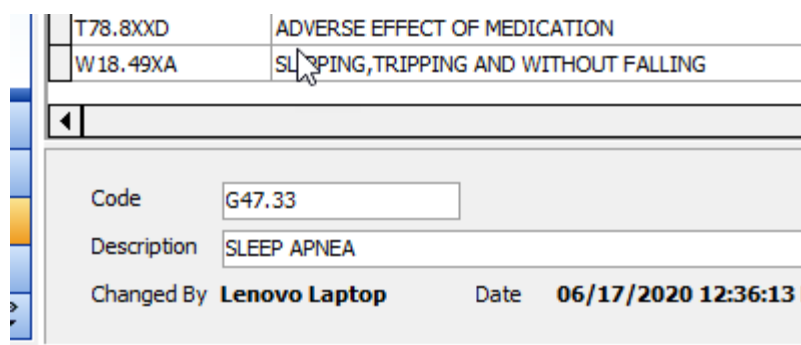 T78.8XXD ADVERSE EFFECT OF MEDICATION
W18.49XA PING,TRIPPING AND WITHOUT FALLING
Code G47.33
Description SLEEP APNEA
Changed By Lenovo Laptop Date 06/17/2020 12:36:13